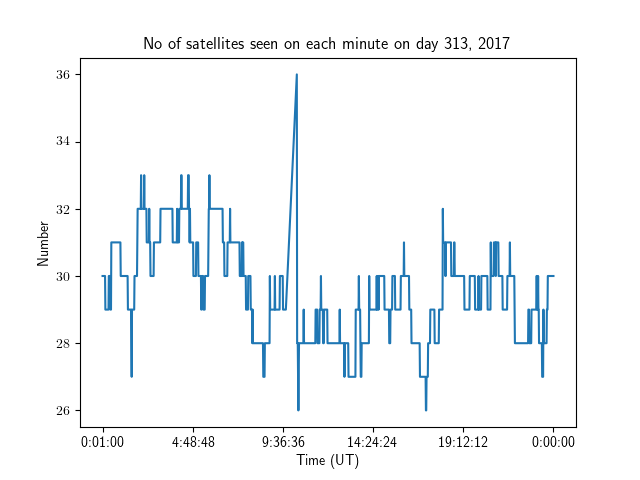 No of satellites seen on each minute on day 313, 2017
36
34
32
30
28
26
Number
0:01:00 4:48:48 9:36:36 14:24:24 19:12:12 0:00:00
Time (UT)